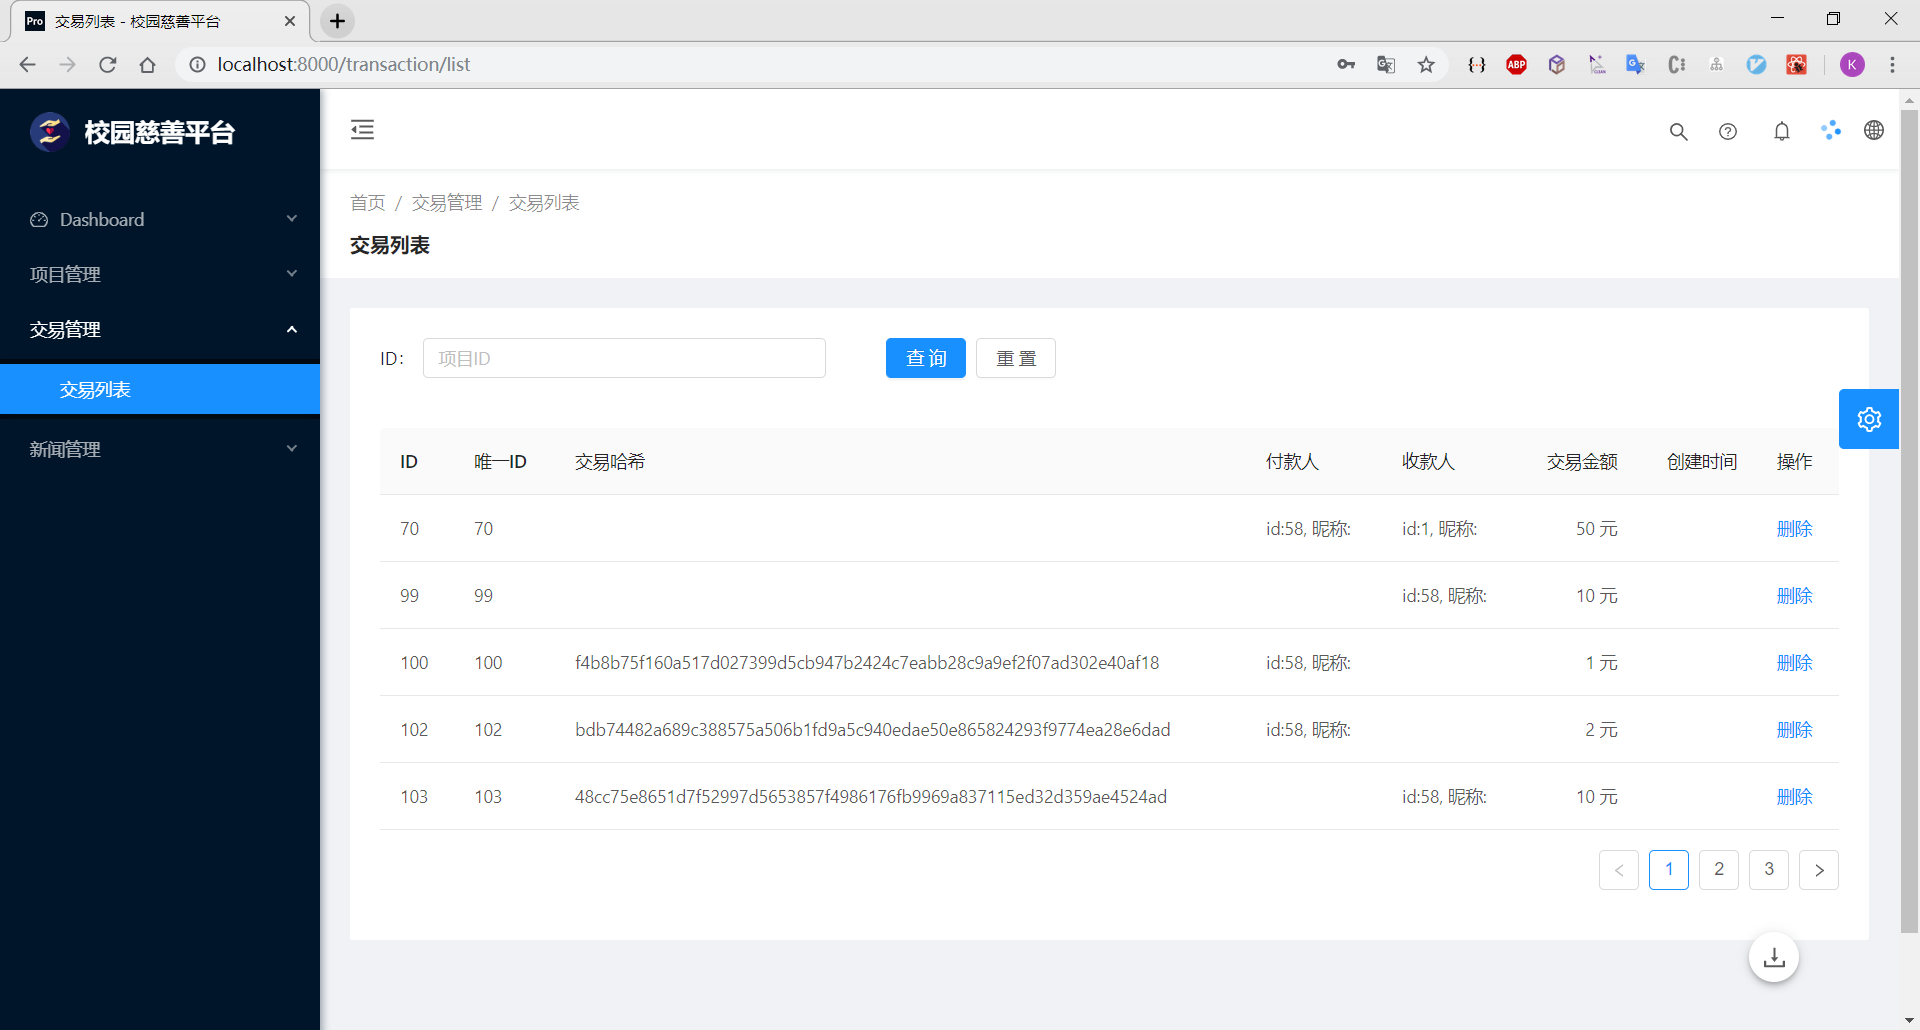 交易列表 - 校园慈善平台
localhost:8000/transaction/list
校园慈善平台
Dashboard
项目管理
交易管理
交易列表
新闻管理
首页 / 交易管理 / 交易列表
交易列表
ID: 项目ID 查 询 重 置
ID 唯一ID 交易哈希 付款人 收款人 交易金额 创建时间 操作
70 70 id:58, 昵称: id:1, 昵称: 50 元 删除
99 99 id:58, 昵称: 10 元 删除
100 100 f4b8b75f160a517d027399d5cb947b2424c7eabb28c9a9ef2f07ad302e40af18 id:58, 昵称: 1 元 删除
102 102 bdb74482a689c388575a506b1fd9a5c940edae50e865824293f9774ea28e6dad id:58, 昵称: 2 元 删除
103 103 48cc75e8651d7f52997d5653857f4986176fb9969a837115ed32d359ae4524ad id:58, 昵称: 10 元 删除
< 1 2 3 >